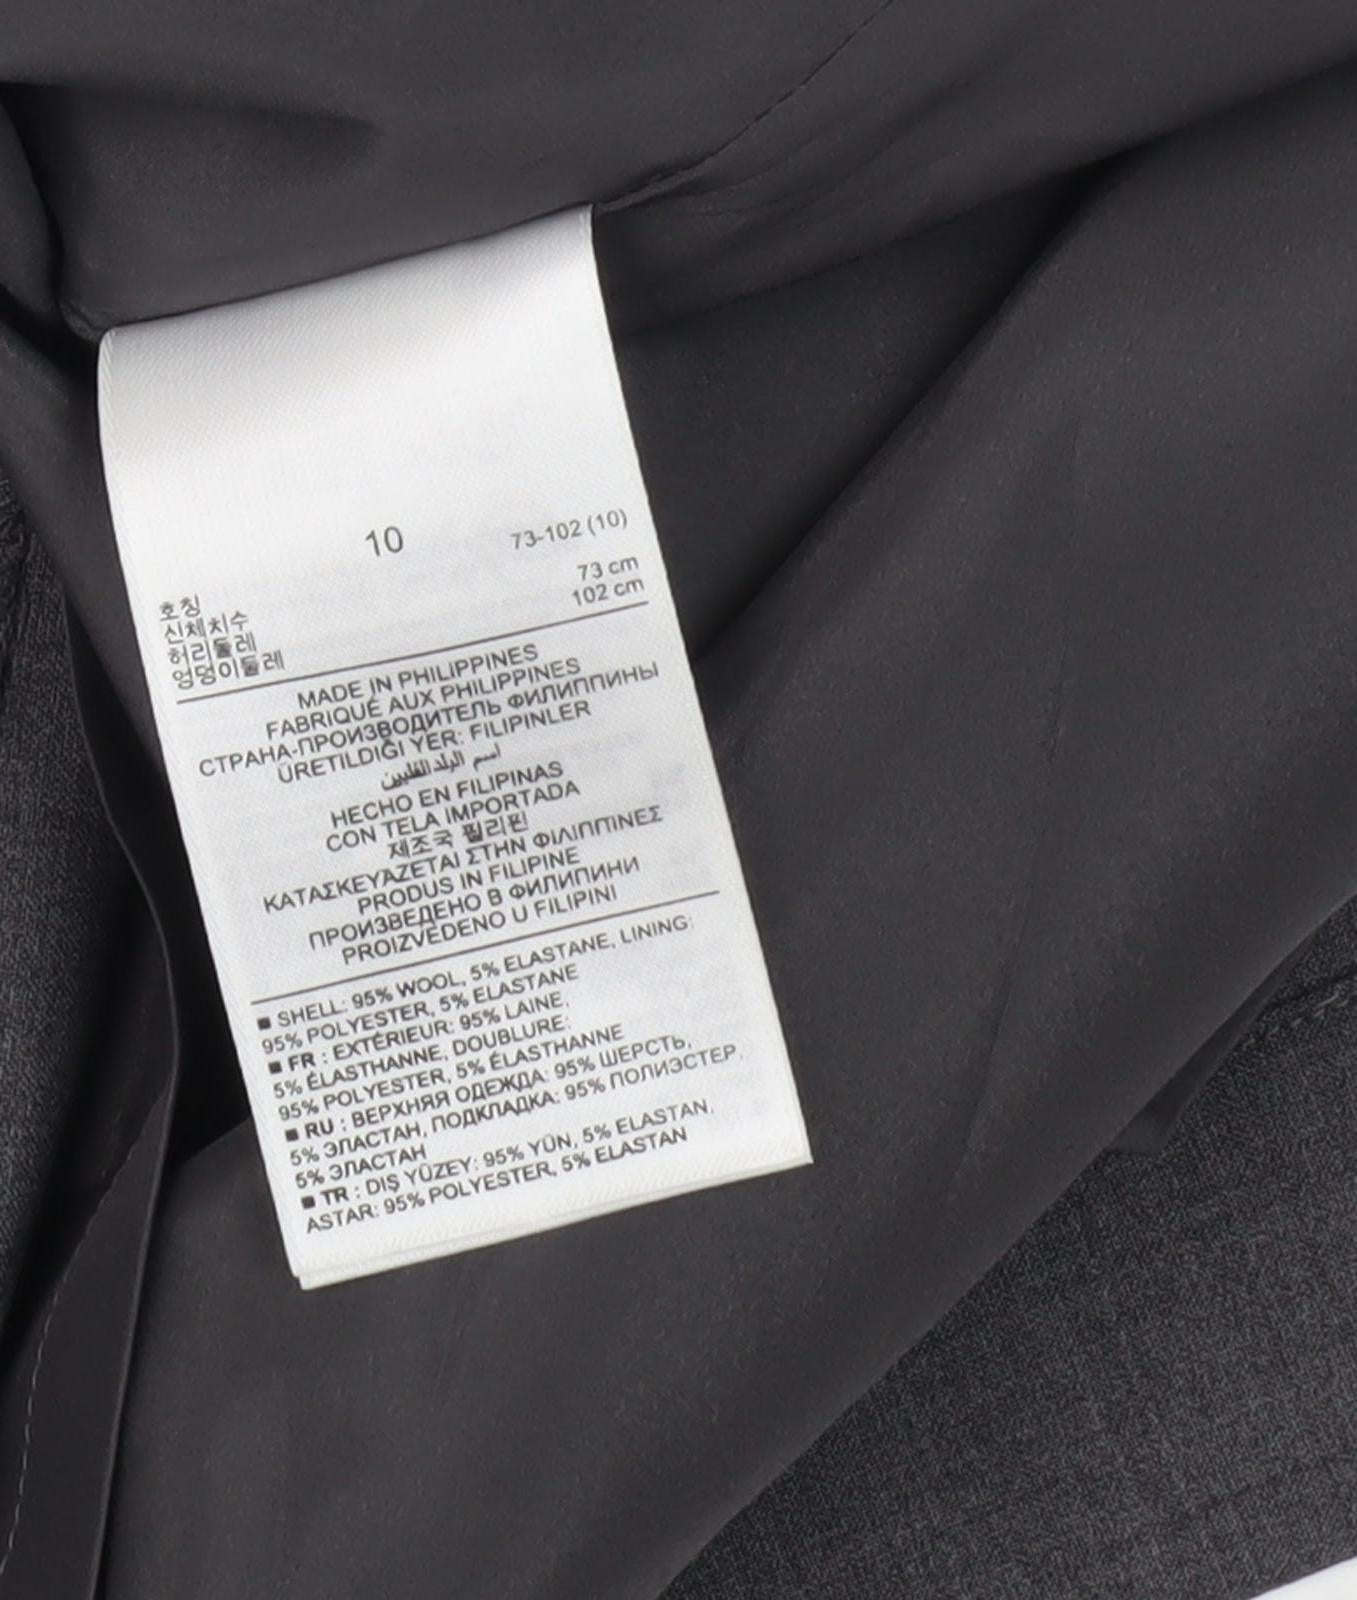 10
호칭
신체치수 73-102 (10)
허리둘레 73 cm
엉덩이둘레 102 cm
MADE IN PHILIPPINES
FABRIQUÉ AUX PHILIPPINES
СТРАНА-ПРОИЗВОДИТЕЛЬ ФИЛИППИНЫ
ÜRETILDIĞI YER: FILIPINLER
أسم البلد الفلبين
HECHO EN FILIPINAS
CON TELA IMPORTADA
제조국 필리핀
ΚΑΤΑΣΚΕΥΑΖΕΤΑΙ ΣΤΗΝ ΦΙΛΙΠΠΙΝΕΣ
PRODUS IN FILIPINE
ПРОИЗВЕДЕНО В ФИЛИПИНИ
PROIZVEDENO U FILIPINI
■ SHELL: 95% WOOL, 5% ELASTANE, LINING:
95% POLYESTER, 5% ELASTANE
■ FR : EXTÉRIEUR: 95% LAINE,
5% ÉLASTHANNE, DOUBLURE:
95% POLYESTER, 5% ÉLASTHANNE
■ RU : ВЕРХНЯЯ ОДЕЖДА: 95% ШЕРСТЬ,
5% ЭЛАСТАН, ПОДКЛАДКА: 95% ПОЛИЭСТЕР,
5% ЭЛАСТАН
■ TR : DIŞ YÜZEY: 95% YÜN, 5% ELASTAN,
ASTAR: 95% POLYESTER, 5% ELASTAN